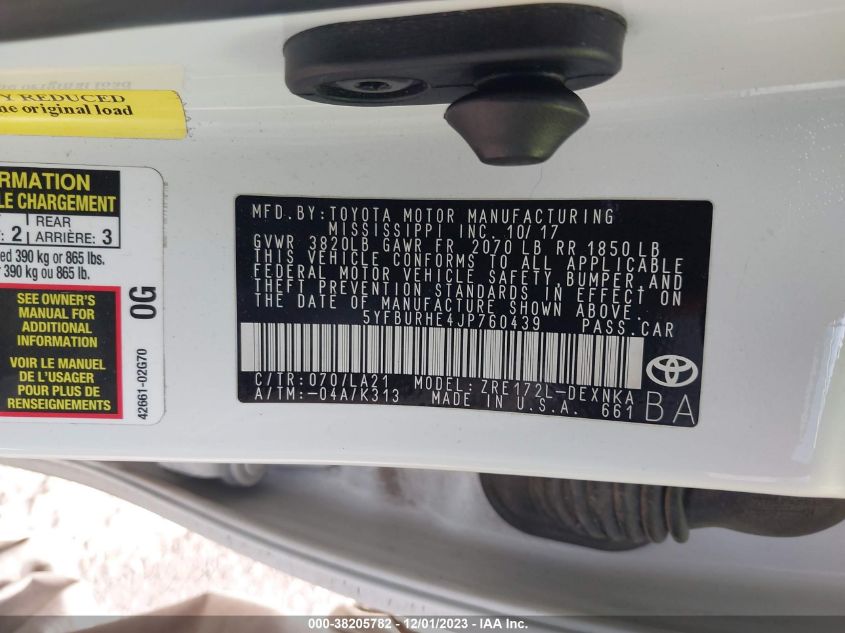 Y REDUCED
ne original load
RMATION
LE CHARGEMENT
: 2 REAR
ARRIÈRE: 3
ed 390 kg or 865 lbs.
390 kg ou 865 lb.
SEE OWNER'S
MANUAL FOR
ADDITIONAL
INFORMATION
VOIR LE MANUEL
DE L'USAGER
POUR PLUS DE
RENSEIGNEMENTS
0G
42661-02G70
MFD.BY:TOYOTA MOTOR MANUFACTURING
MISSISSIPPI INC. 10/17
GVWR 3820LB GAWR FR 2070 LB RR 1850 LB
THIS VEHICLE CONFORMS TO ALL APPLICABLE
FEDERAL MOTOR VEHICLE SAFETY, BUMPER, AND
THEFT PREVENTION STANDARDS IN EFFECT ON
THE DATE OF MANUFACTURE SHOWN ABOVE.
5YFBURHE4JP760439 PASS.CAR
C/TR:070/LA21 MODEL: ZRE172L-DEXNKA
A/TM:-04A/K313 MADE IN U.S.A. 661
BA
000-38205782 - 12/01/2023 - IAA Inc.